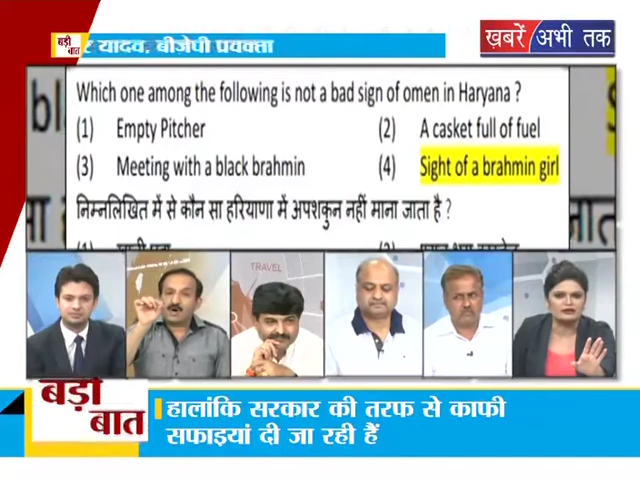 बड़ी बात
यादव, बीजेपी प्रवक्ता
ख़बरें अभी तक
Which one among the following is not a bad sign of omen in Haryana ?
(1) Empty Pitcher (2) A casket full of fuel
(3) Meeting with a black brahmin (4) Sight of a brahmin girl
निम्नलिखित में से कौन सा हरियाणा में अपशकुन नहीं माना जाता है ?
TRAVEL
बड़ी बात
हालांकि सरकार की तरफ से काफी
सफाइयां दी जा रही हैं